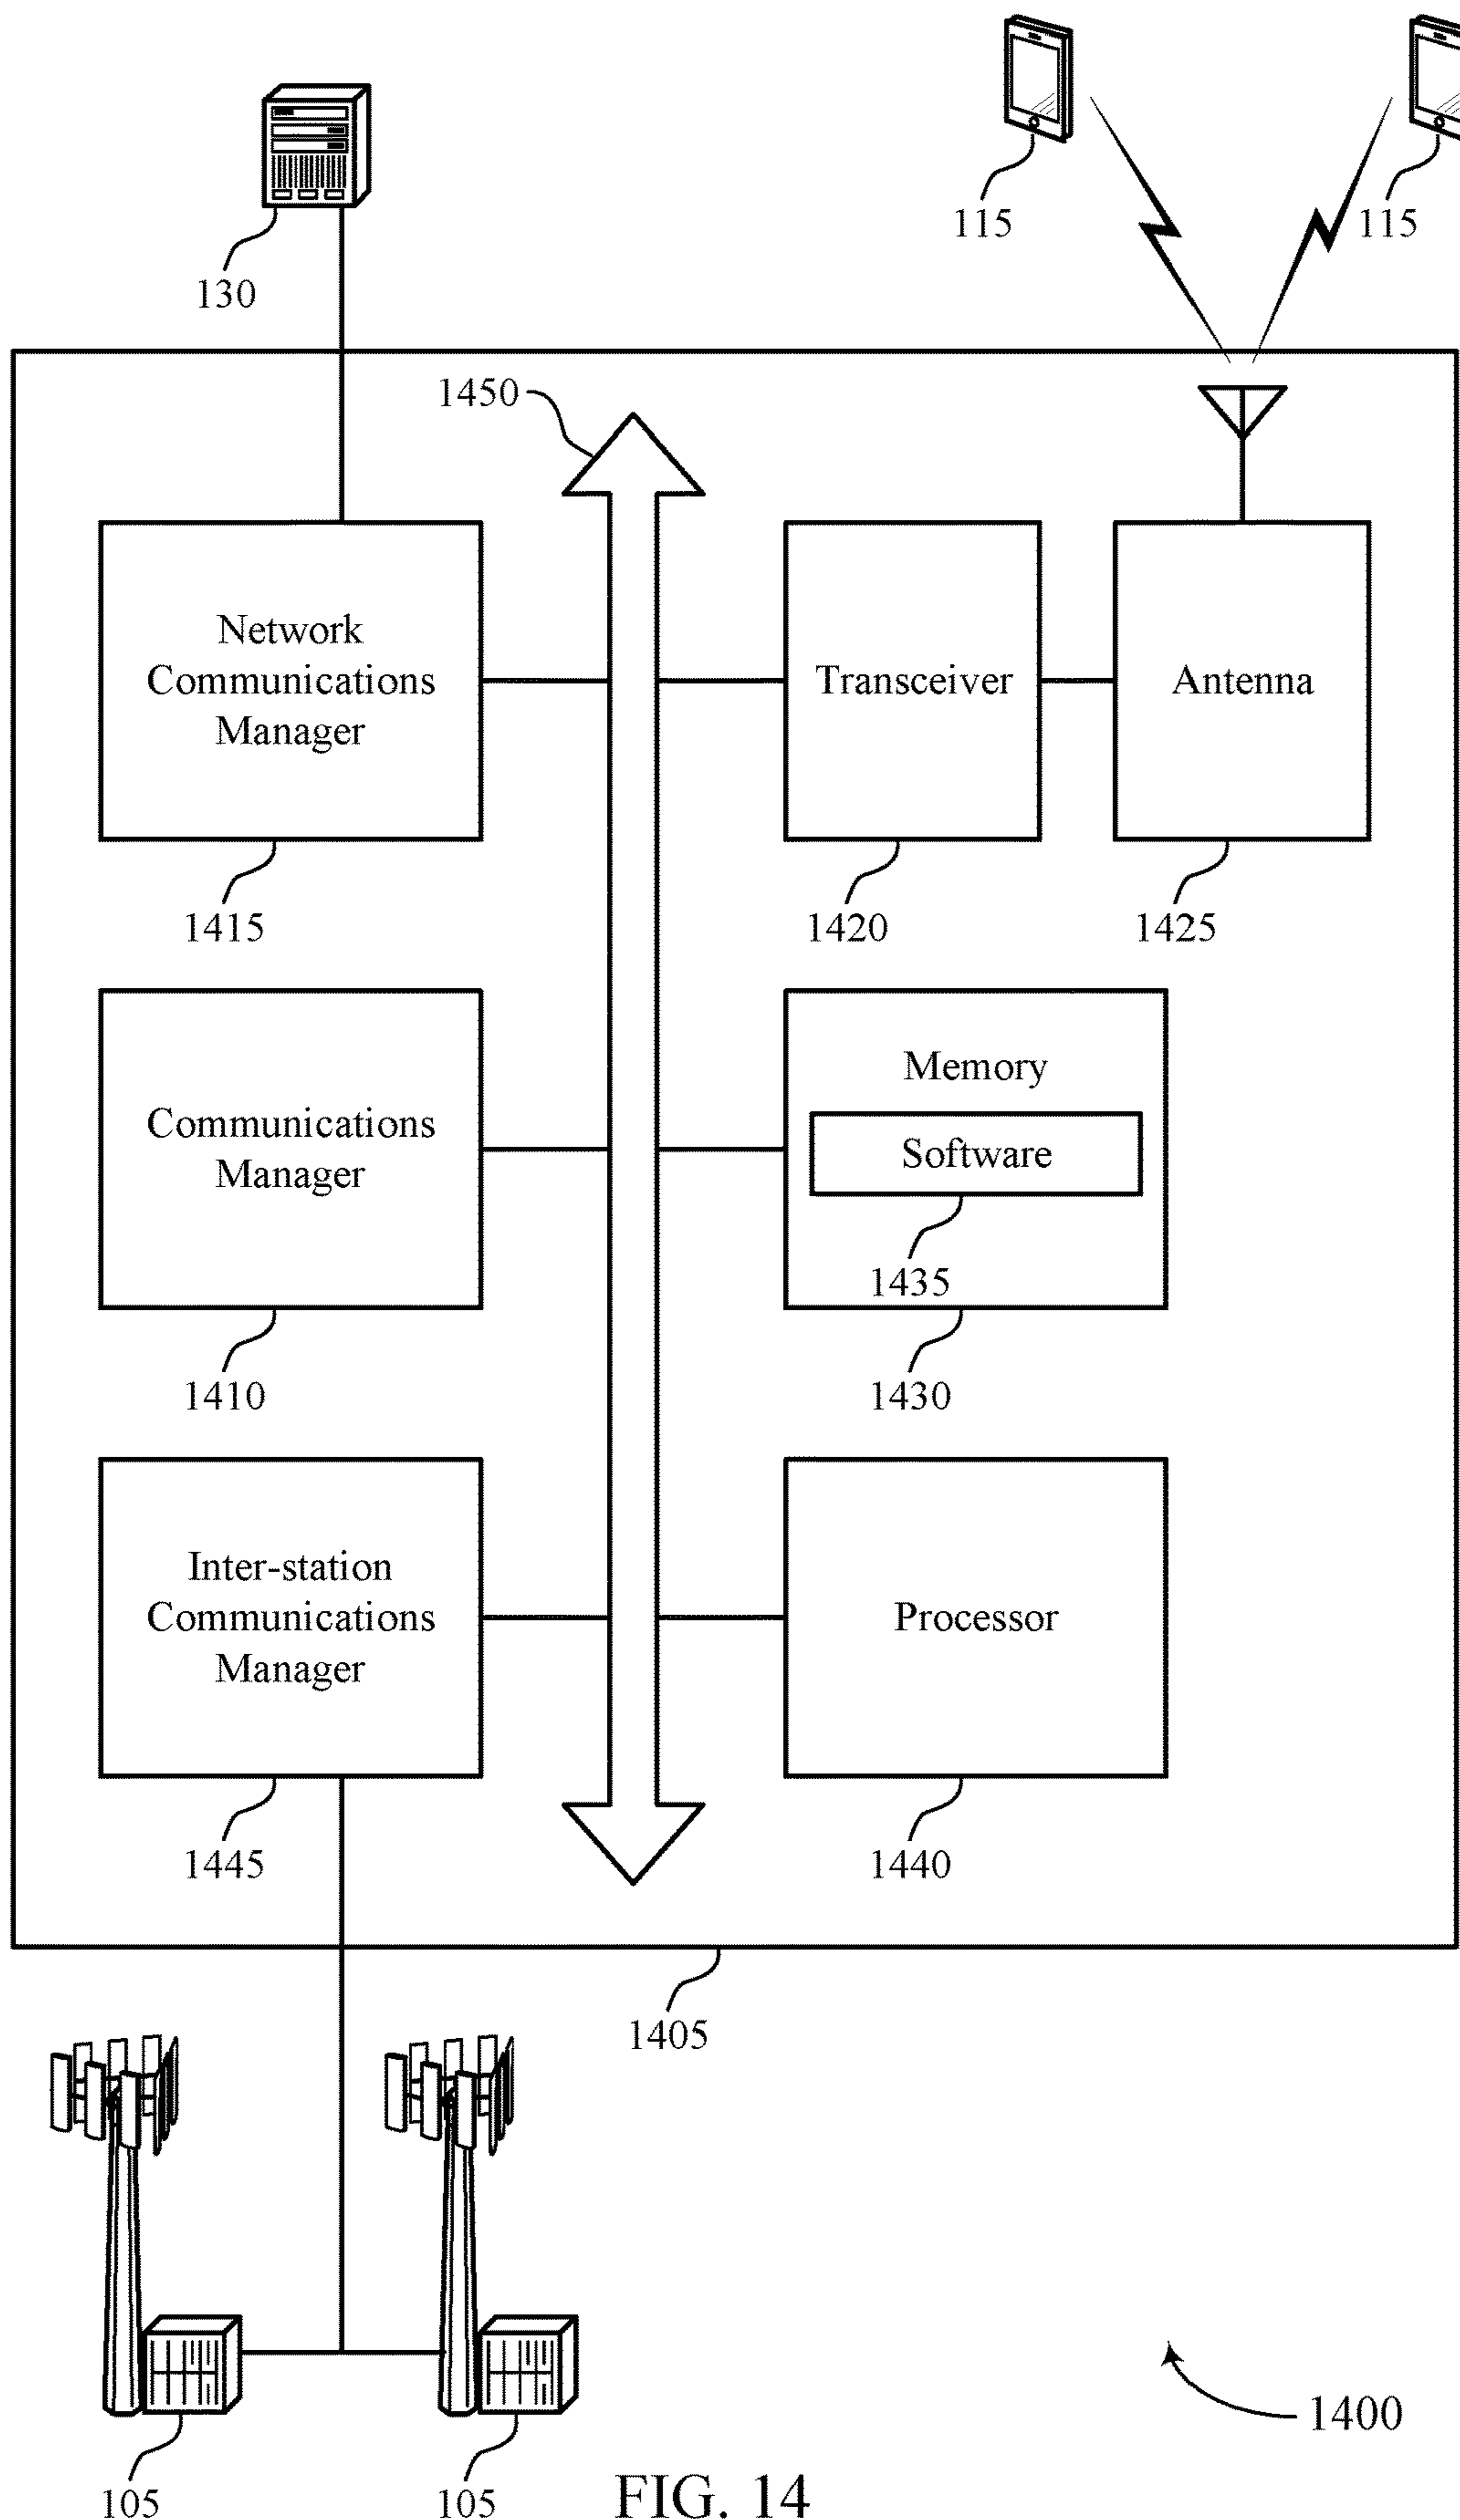 115
115
130
1450
Network
Communications
Manager
Transceiver
Antenna
1415
1420
1425
Communications
Manager
Memory
Software
1435
1410
1430
Inter-station
Communications
Manager
Processor
1445
1440
1405
1400
105
105
FIG. 14